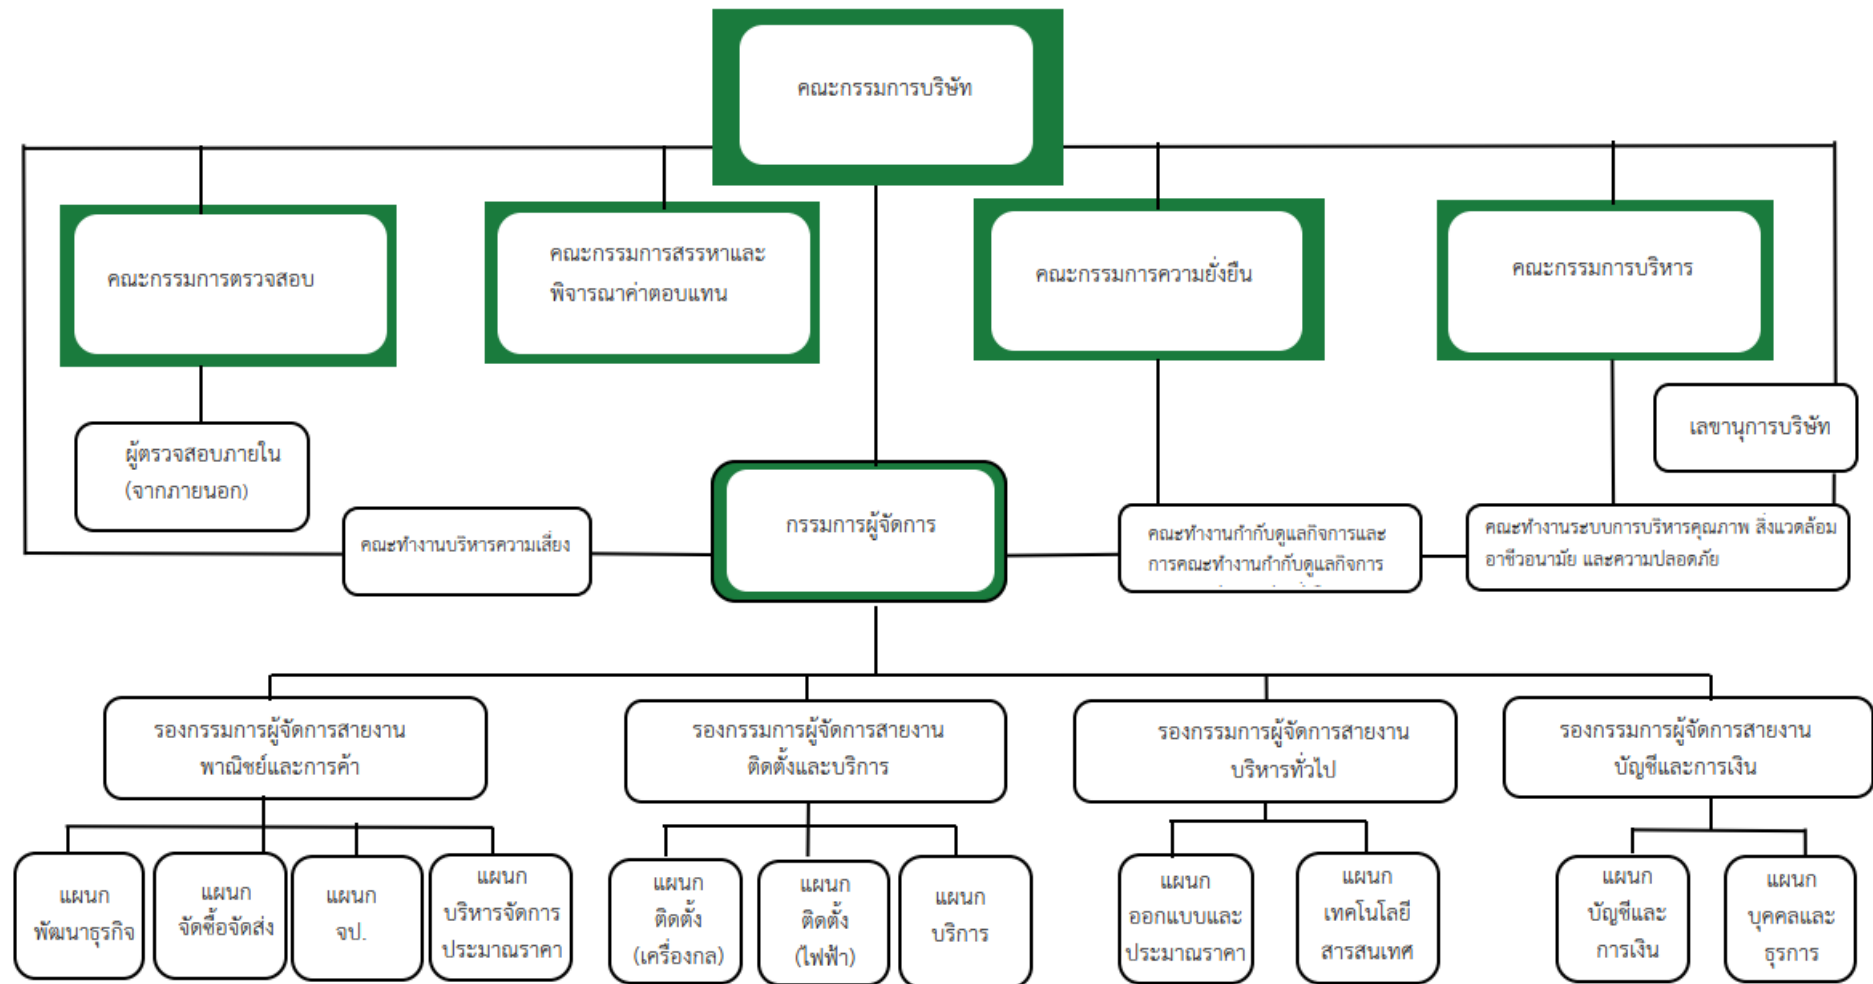 คณะกรรมการบริษัท
คณะกรรมการตรวจสอบ
คณะกรรมการสรรหาและ
พิจารณาค่าตอบแทน
คณะกรรมการความยั่งยืน
คณะกรรมการบริหาร
ผู้ตรวจสอบภายใน
(จากภายนอก)
เลขานุการบริษัท
คณะทำงานบริหารความเสี่ยง
กรรมการผู้จัดการ
คณะทำงานกำกับดูแลกิจการและ
การคณะทำงานกำกับดูแลกิจการ
คณะทำงานระบบการบริหารคุณภาพ สิ่งแวดล้อม
อาชีวอนามัย และความปลอดภัย
รองกรรมการผู้จัดการสายงาน
พาณิชย์และการค้า
รองกรรมการผู้จัดการสายงาน
ติดตั้งและบริการ
รองกรรมการผู้จัดการสายงาน
บริหารทั่วไป
รองกรรมการผู้จัดการสายงาน
บัญชีและการเงิน
แผนก
พัฒนาธุรกิจ
แผนก
จัดซื้อจัดส่ง
แผนก
จป.
แผนก
บริหารจัดการ
ประมาณราคา
แผนก
ติดตั้ง
(เครื่องกล)
แผนก
ติดตั้ง
(ไฟฟ้า)
แผนก
บริการ
แผนก
ออกแบบและ
ประมาณราคา
แผนก
เทคโนโลยี
สารสนเทศ
แผนก
บัญชีและ
การเงิน
แผนก
บุคคลและ
ธุรการ